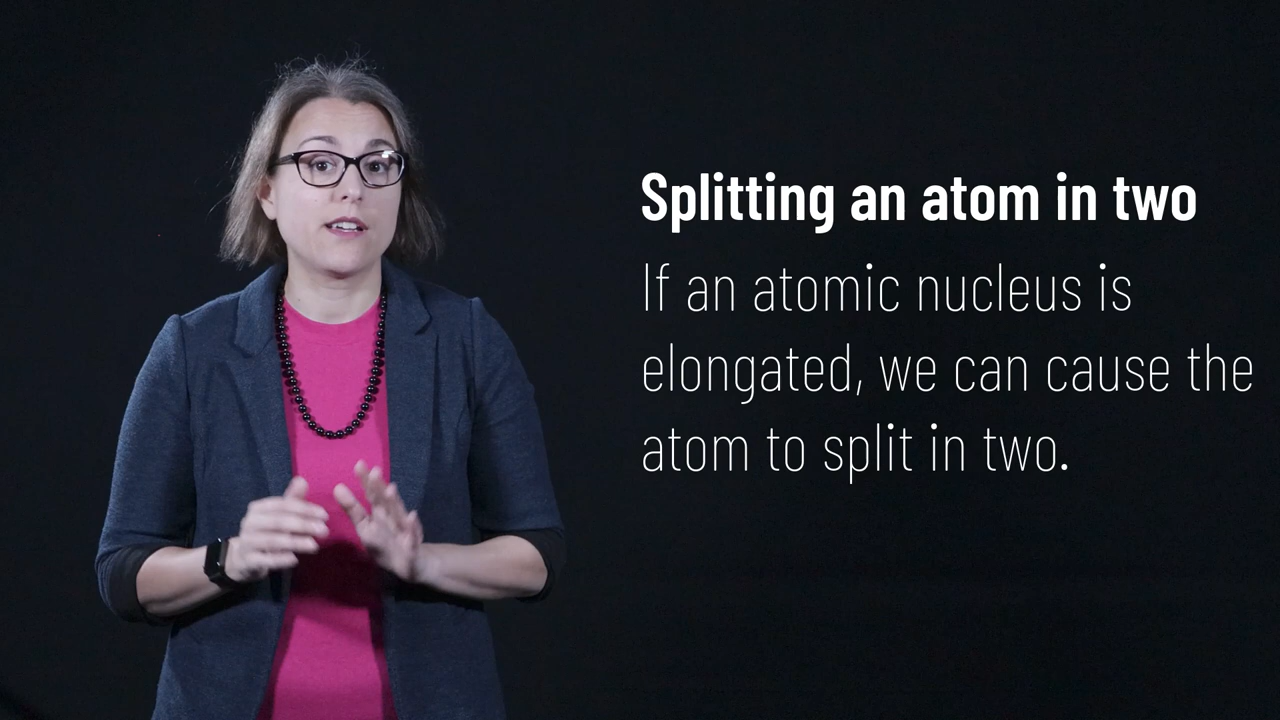 Splitting an atom in two
If an atomic nucleus is
elongated, we can cause the
atom to split in two.